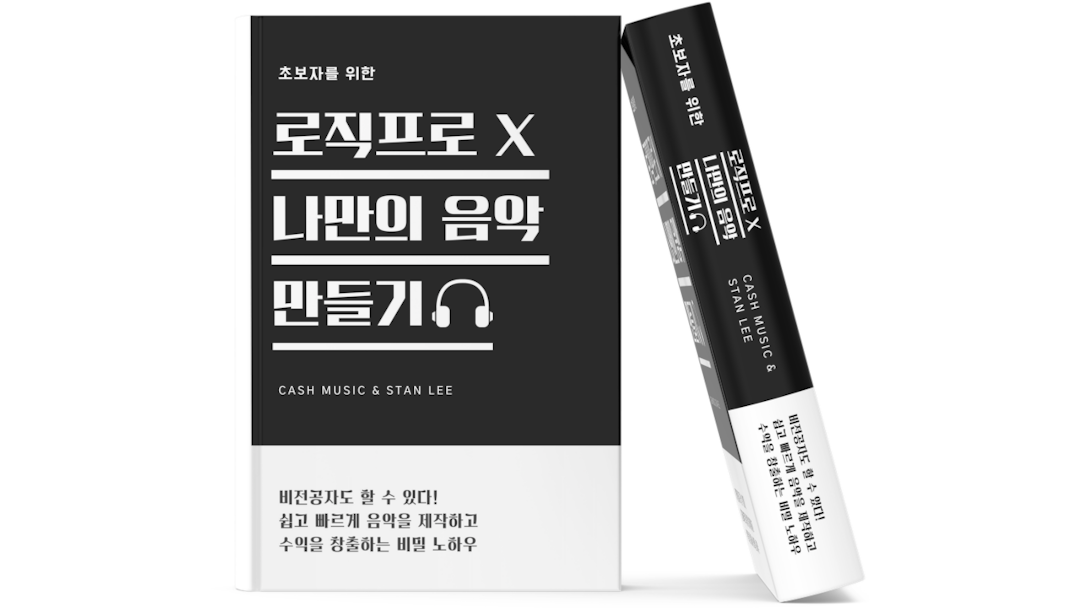 초보자를 위한
로직프로 X
나만의 음악
만들기
CASH MUSIC & STAN LEE
비전공자도 할 수 있다!
쉽고 빠르게 음악을 제작하고
수익을 창출하는 비밀 노하우
초보자를 위한
로직프로 X
나만의 음악
만들기
CASH MUSIC &
STAN LEE
비전공자도 할 수 있다!
쉽고 빠르게 음악을 제작하고
수익을 창출하는 비밀 노하우